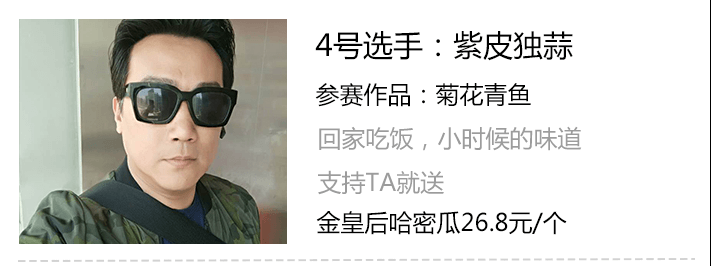 4号选手：紫皮独蒜
参赛作品：菊花青鱼
回家吃饭，小时候的味道
支持TA就送
金皇后哈密瓜26.8元/个